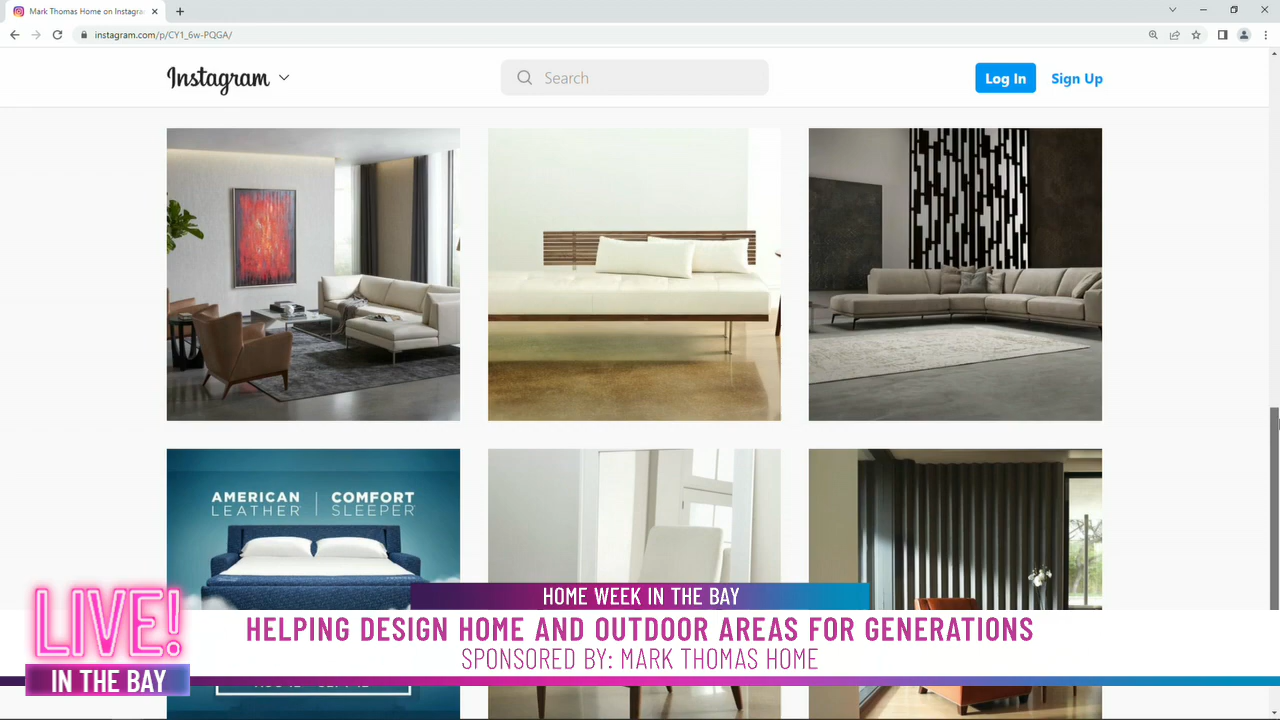 Mark Thomas Home on Instagra
instagram.com/p/CY1_6w-PQGA/
Instagram
Search
Log In
Sign Up
AMERICAN LEATHER | COMFORT SLEEPER
HOME WEEK IN THE BAY
LIVE!
IN THE BAY
HELPING DESIGN HOME AND OUTDOOR AREAS FOR GENERATIONS
SPONSORED BY: MARK THOMAS HOME